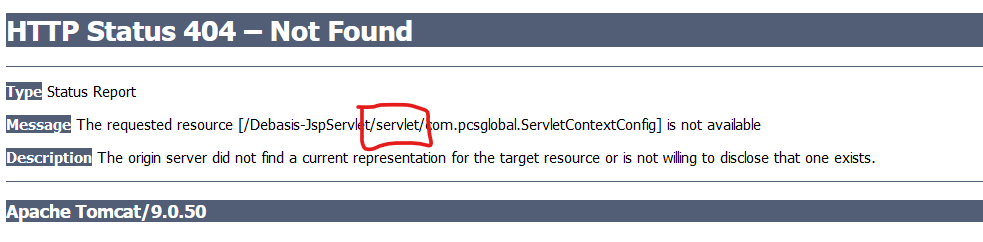 HTTP Status 404 – Not Found
Type Status Report
Message The requested resource [/Debasis-JspServlet/servlet/com.pcsglobal.ServletContextConfig] is not available
Description The origin server did not find a current representation for the target resource or is not willing to disclose that one exists.
Apache Tomcat/9.0.50